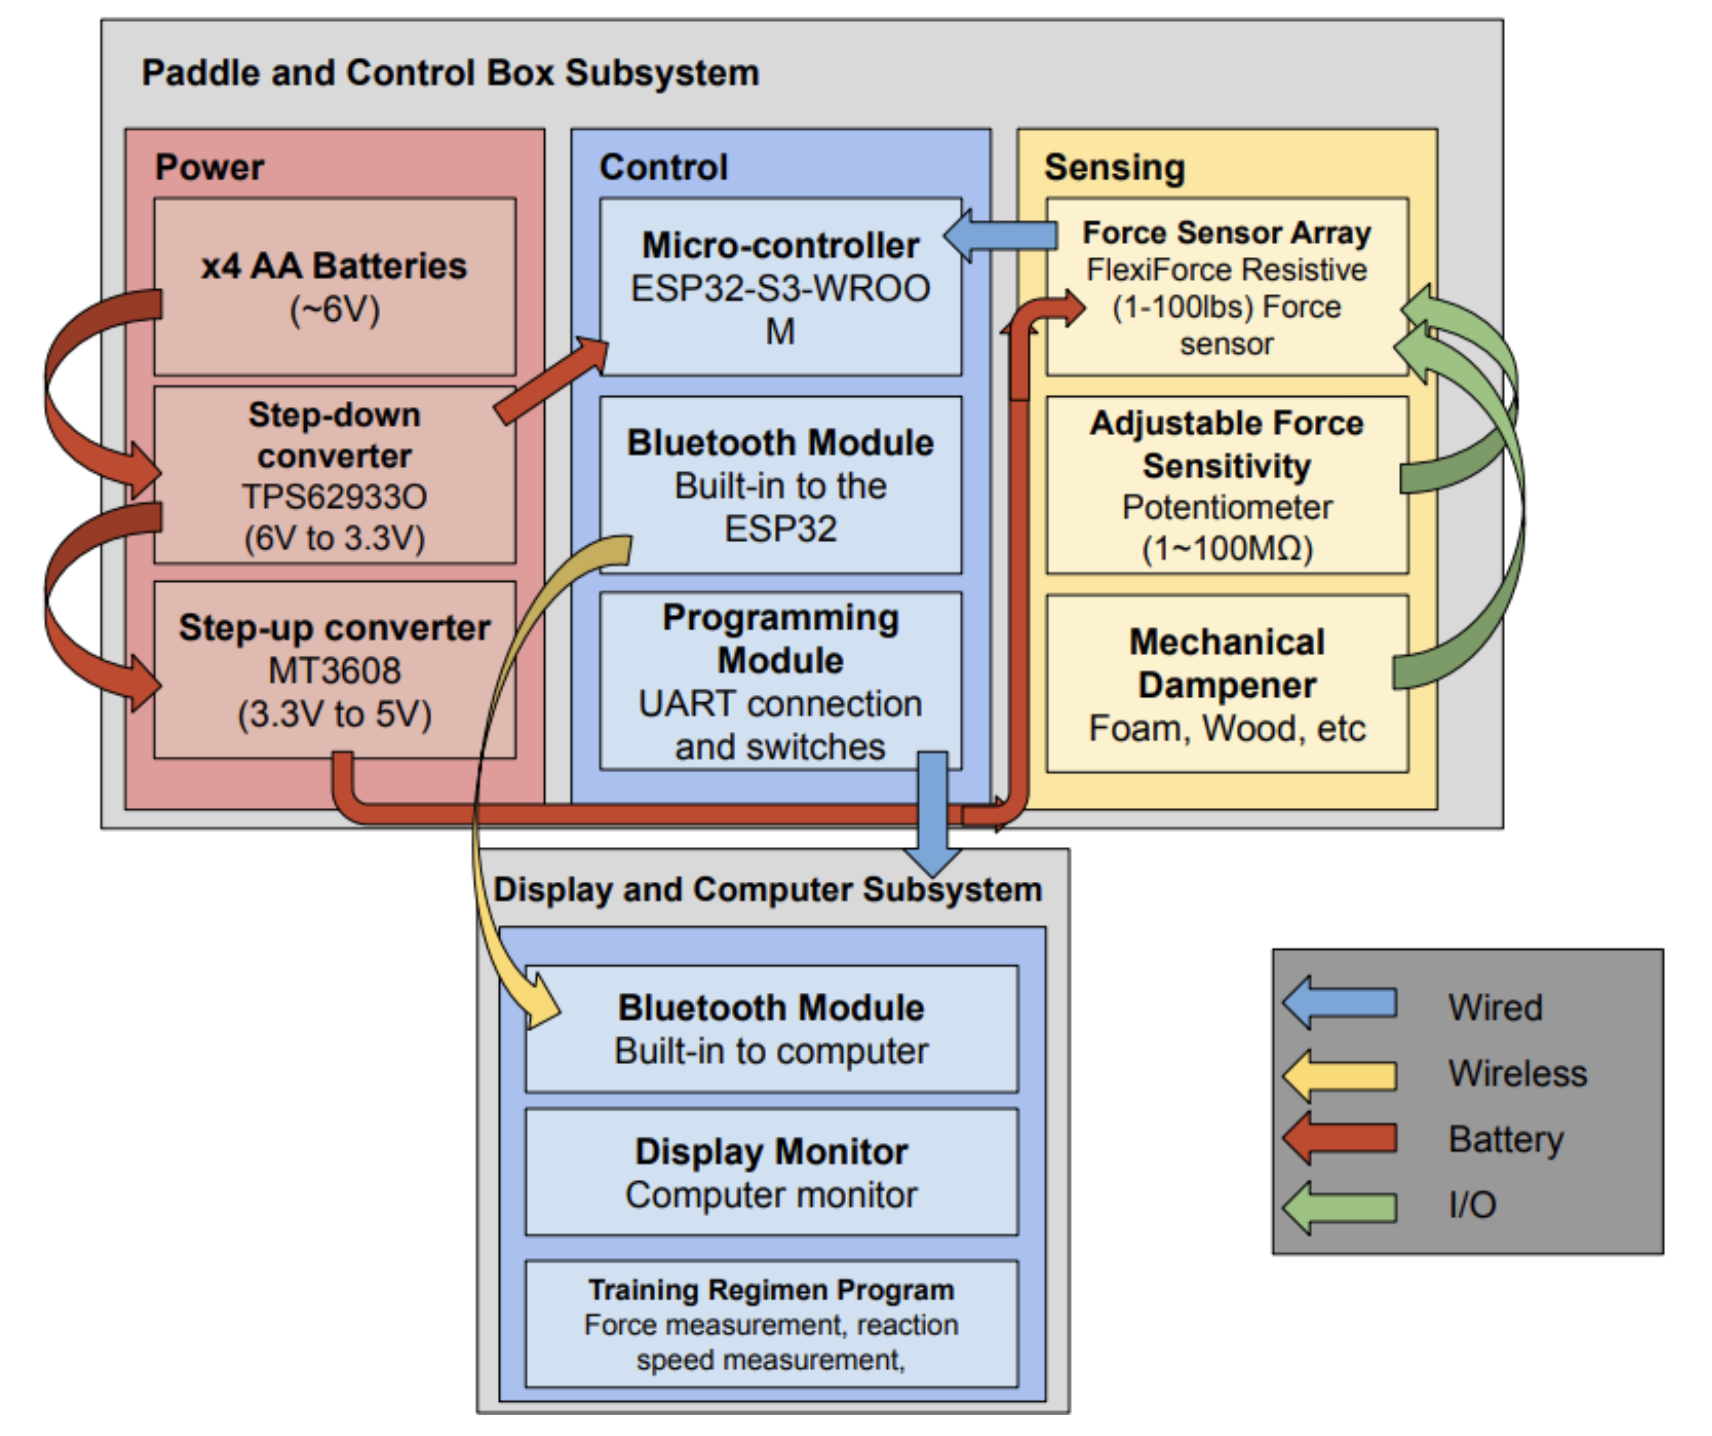 Paddle and Control Box Subsystem
Power
x4 AA Batteries
(~6V)
Step-down
converter
TPS62933O
(6V to 3.3V)
Step-up converter
MT3608
(3.3V to 5V)
Control
Micro-controller
ESP32-S3-WROO
M
Bluetooth Module
Built-in to the
ESP32
Programming
Module
UART connection
and switches
Sensing
Force Sensor Array
FlexiForce Resistive
(1-100lbs) Force
sensor
Adjustable Force
Sensitivity
Potentiometer
(1~100MΩ)
Mechanical
Dampener
Foam, Wood, etc
Display and Computer Subsystem
Bluetooth Module
Built-in to computer
Display Monitor
Computer monitor
Training Regimen Program
Force measurement, reaction
speed measurement,
Wired
Wireless
Battery
I/O